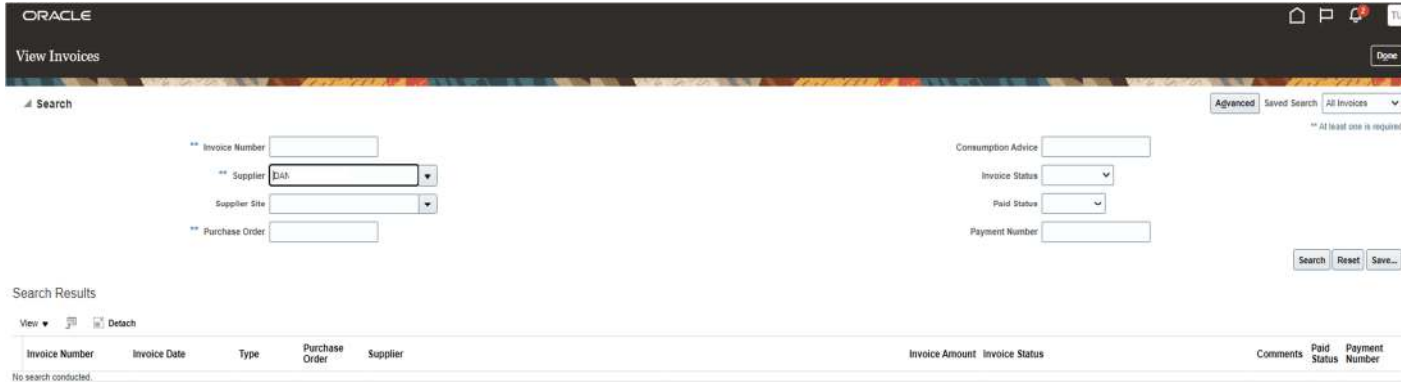 ORACLE
2
TU
View Invoices
Done
Search
Advanced Saved Search All Invoices
** At least one is required
** Invoice Number
Consumption Advice
** Supplier DAN
Invoice Status
Supplier Site
Paid Status
** Purchase Order
Payment Number
Search Reset Save...
Search Results
View Detach
Invoice Number Invoice Date Type Purchase Order Supplier Invoice Amount Invoice Status Comments Paid Status Payment Number
No search conducted.